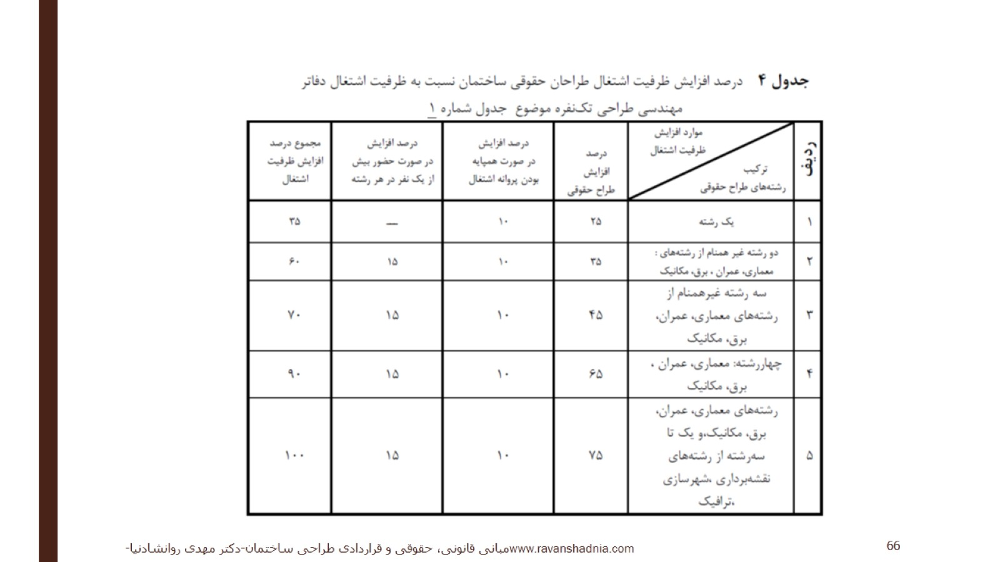 جدول ۴ درصد افزایش ظرفیت اشتغال طراحان حقوقی ساختمان نسبت به ظرفیت اشتغال دفاتر
مهندسی طراحی تک‌نفره موضوع جدول شماره ۱
ردیف
موارد افزایش
ظرفیت اشتغال
ترکیب
رشته‌های طراح حقوقی
درصد
افزایش
طراح حقوقی
درصد افزایش
در صورت همپایه
بودن پروانه اشتغال
درصد افزایش
در صورت حضور بیش
از یک نفر در هر رشته
مجموع درصد
افزایش ظرفیت
اشتغال
۱ یک رشته ۲۵ ۱۰ — ۳۵
۲ دو رشته غیر همنام از رشته‌های : ۳۵ ۱۰ ۱۵ ۶۰
معماری، عمران ، برق، مکانیک
سه رشته غیرهمنام از
۳ رشته‌های معماری، عمران، ۴۵ ۱۰ ۱۵ ۷۰
برق، مکانیک
۴ چهاررشته: معماری، عمران ، ۶۵ ۱۰ ۱۵ ۹۰
برق، مکانیک
رشته‌های معماری، عمران،
برق، مکانیک،و یک تا
۵ سه‌رشته از رشته‌های ۷۵ ۱۰ ۱۵ ۱۰۰
نقشه‌برداری ،شهرسازی
،ترافیک
www.ravanshadnia.comمبانی قانونی، حقوقی و قراردادی طراحی ساختمان-دکتر مهدی روانشادنیا-
66